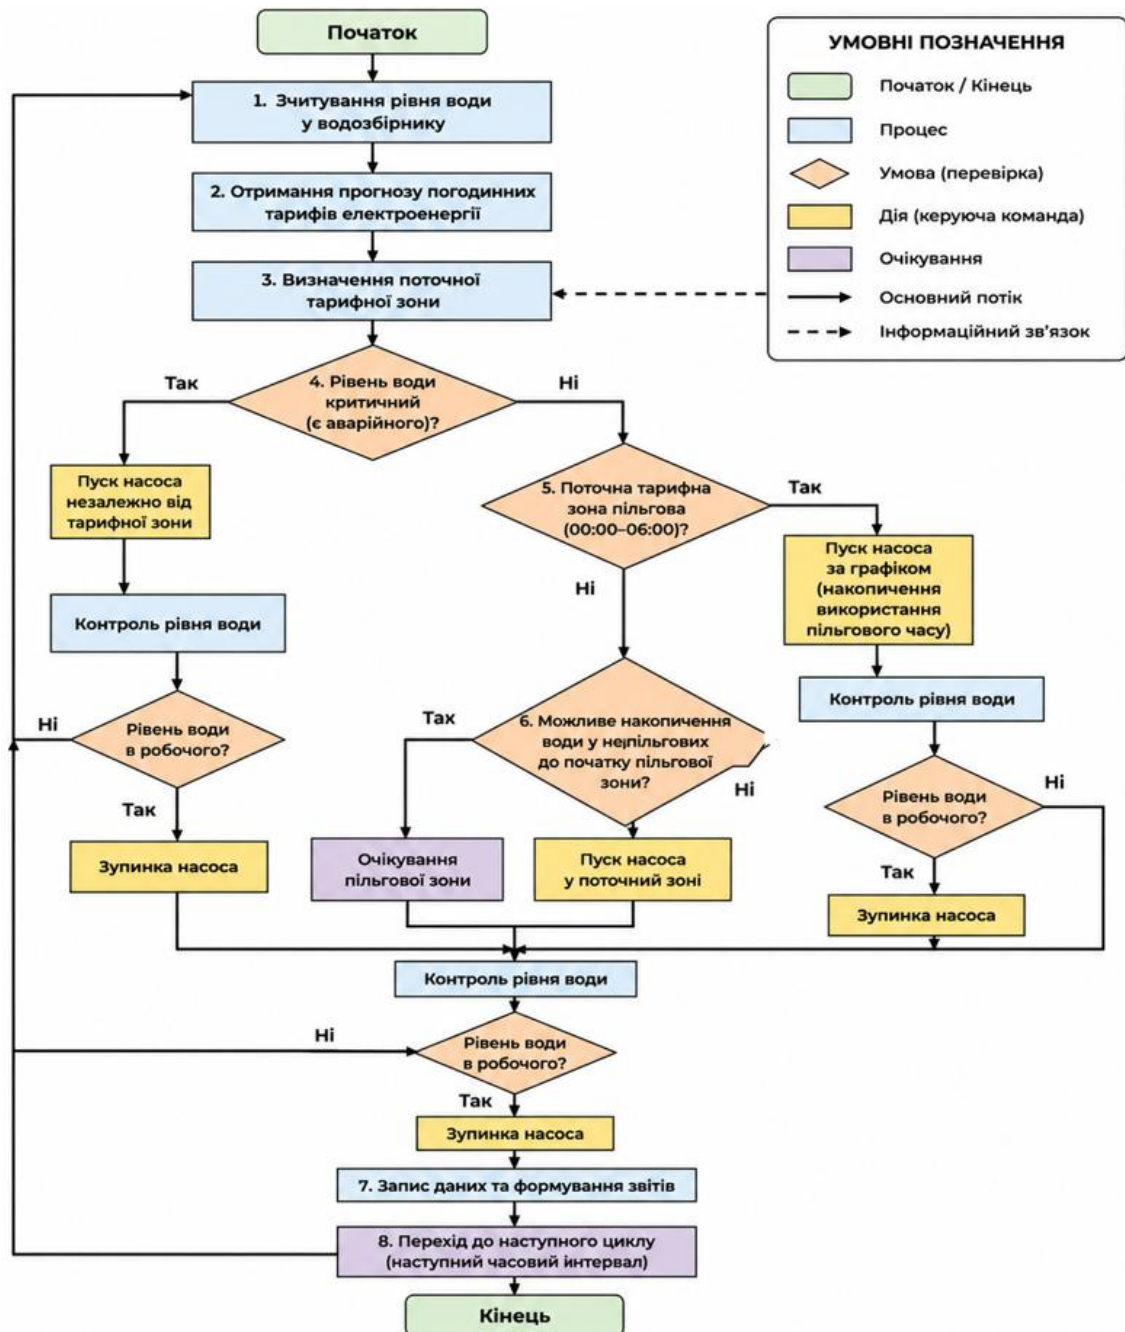 Початок
1. Зчитування рівня води
у водозбірнику
2. Отримання прогнозу погодинних
тарифів електроенергії
3. Визначення поточної
тарифної зони
УМОВНІ ПОЗНАЧЕННЯ
Початок / Кінець
Процес
Умова (перевірка)
Дія (керуюча команда)
Очікування
Основний потік
Інформаційний зв'язок
Так
4. Рівень води
критичний
(є аварійного)?
Ні
Пуск насоса
незалежно від
тарифної зони
5. Поточна тарифна
зона пільгова
(00:00–06:00)?
Так
Ні
Пуск насоса
за графіком
(накопичення
використання
пільгового часу)
Контроль рівня води
Контроль рівня води
Ні
Рівень води
в робочого?
Так
Тах
6. Можливе накопичення
води у непільгових
до початку пільгової
зони?
Ні
Рівень води
в робочого?
Ні
Так
Зупинка насоса
Очікування
пільгової зони
Пуск насоса
у поточний зоні
Зупинка насоса
Контроль рівня води
Ні
Рівень води
в робочого?
Так
Зупинка насоса
7. Запис даних та формування звітів
8. Перехід до наступного циклу
(наступний часовий интервал)
Кінець